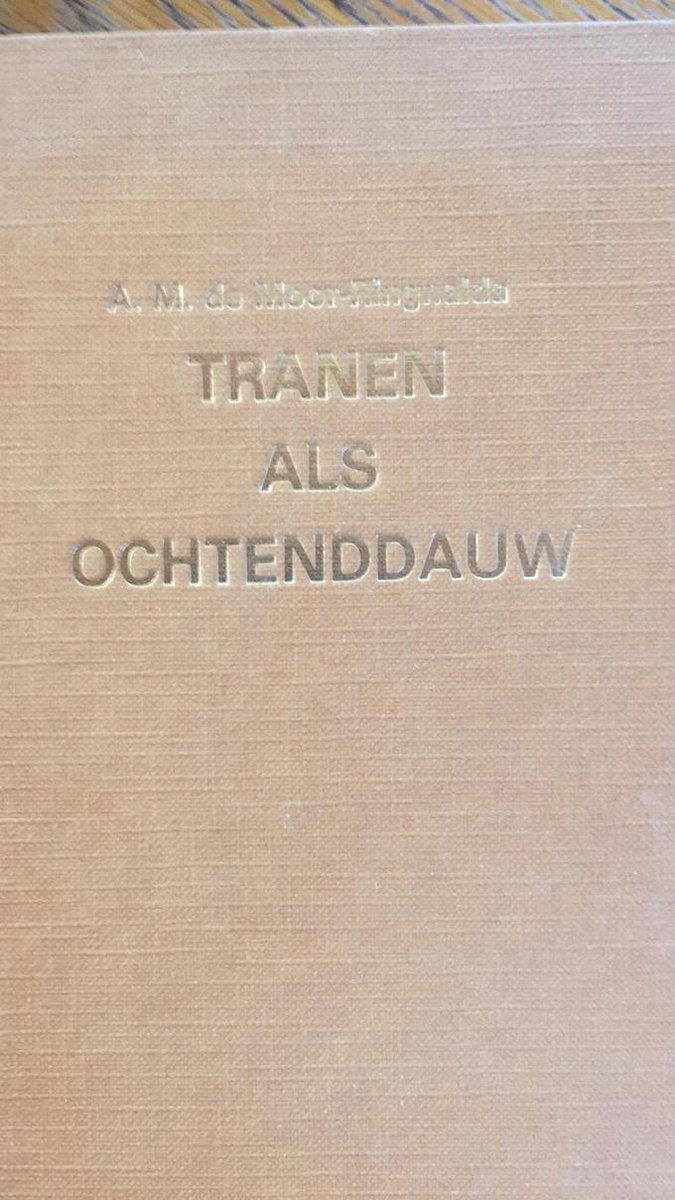 A. M. de Moor-Ringnalda
TRANEN
ALS
OCHTENDDAUW